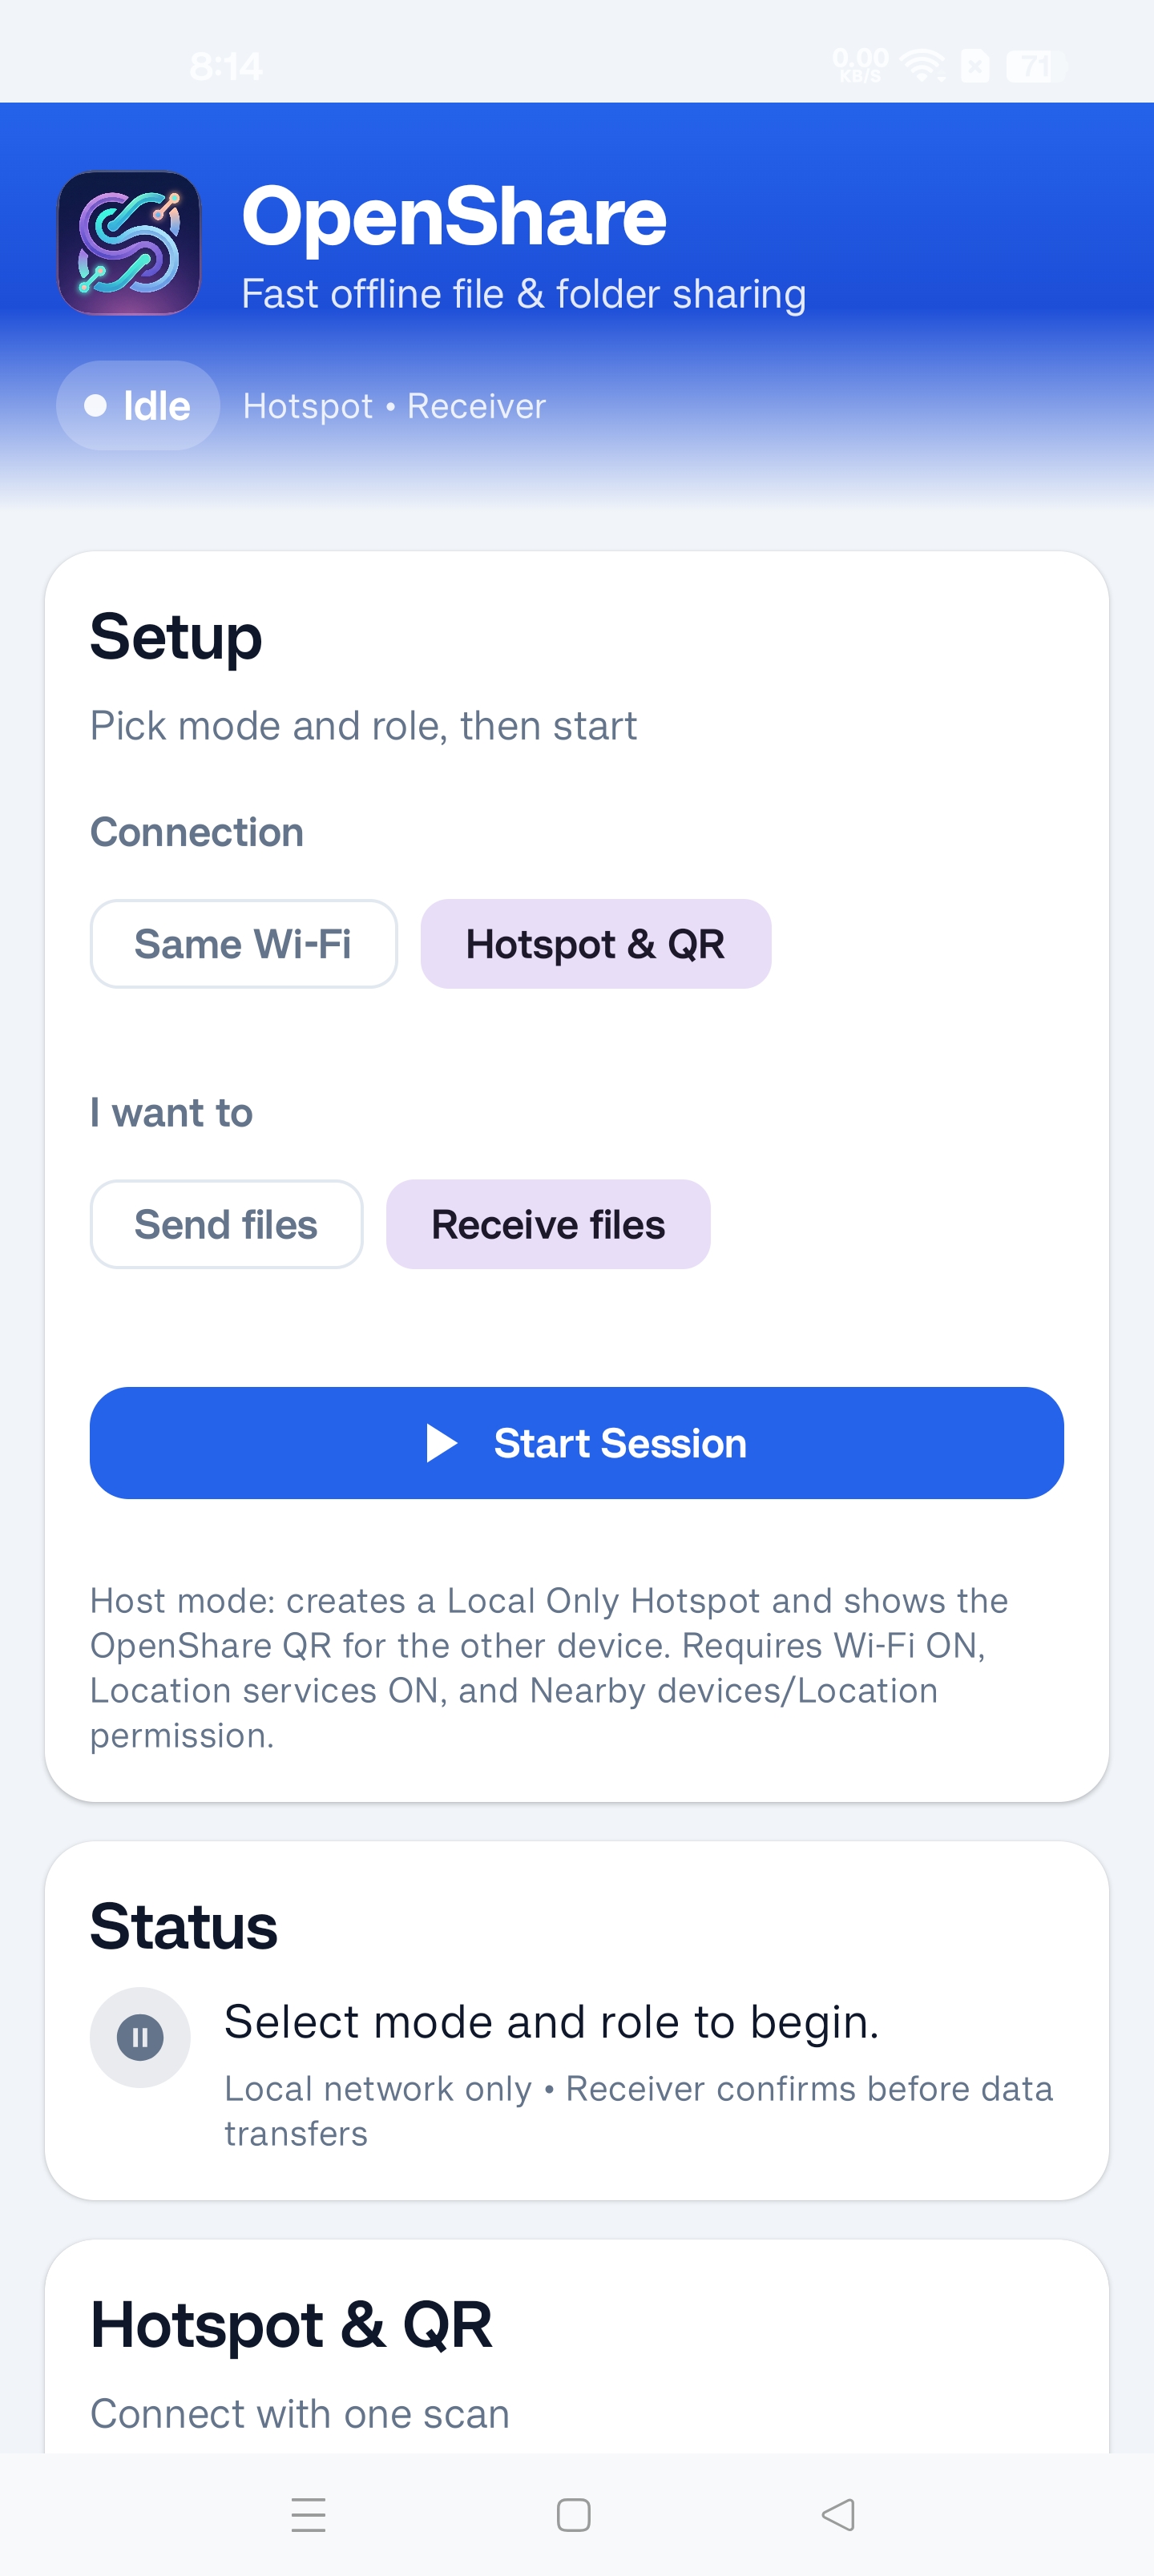 8:14
0.00
KB/S
71
OpenShare
Fast offline file & folder sharing
Idle
Hotspot • Receiver
Setup
Pick mode and role, then start
Connection
Same Wi-Fi
Hotspot & QR
I want to
Send files
Receive files
Start Session
Host mode: creates a Local Only Hotspot and shows the
OpenShare QR for the other device. Requires Wi-Fi ON,
Location services ON, and Nearby devices/Location
permission.
Status
Select mode and role to begin.
Local network only • Receiver confirms before data
transfers
Hotspot & QR
Connect with one scan